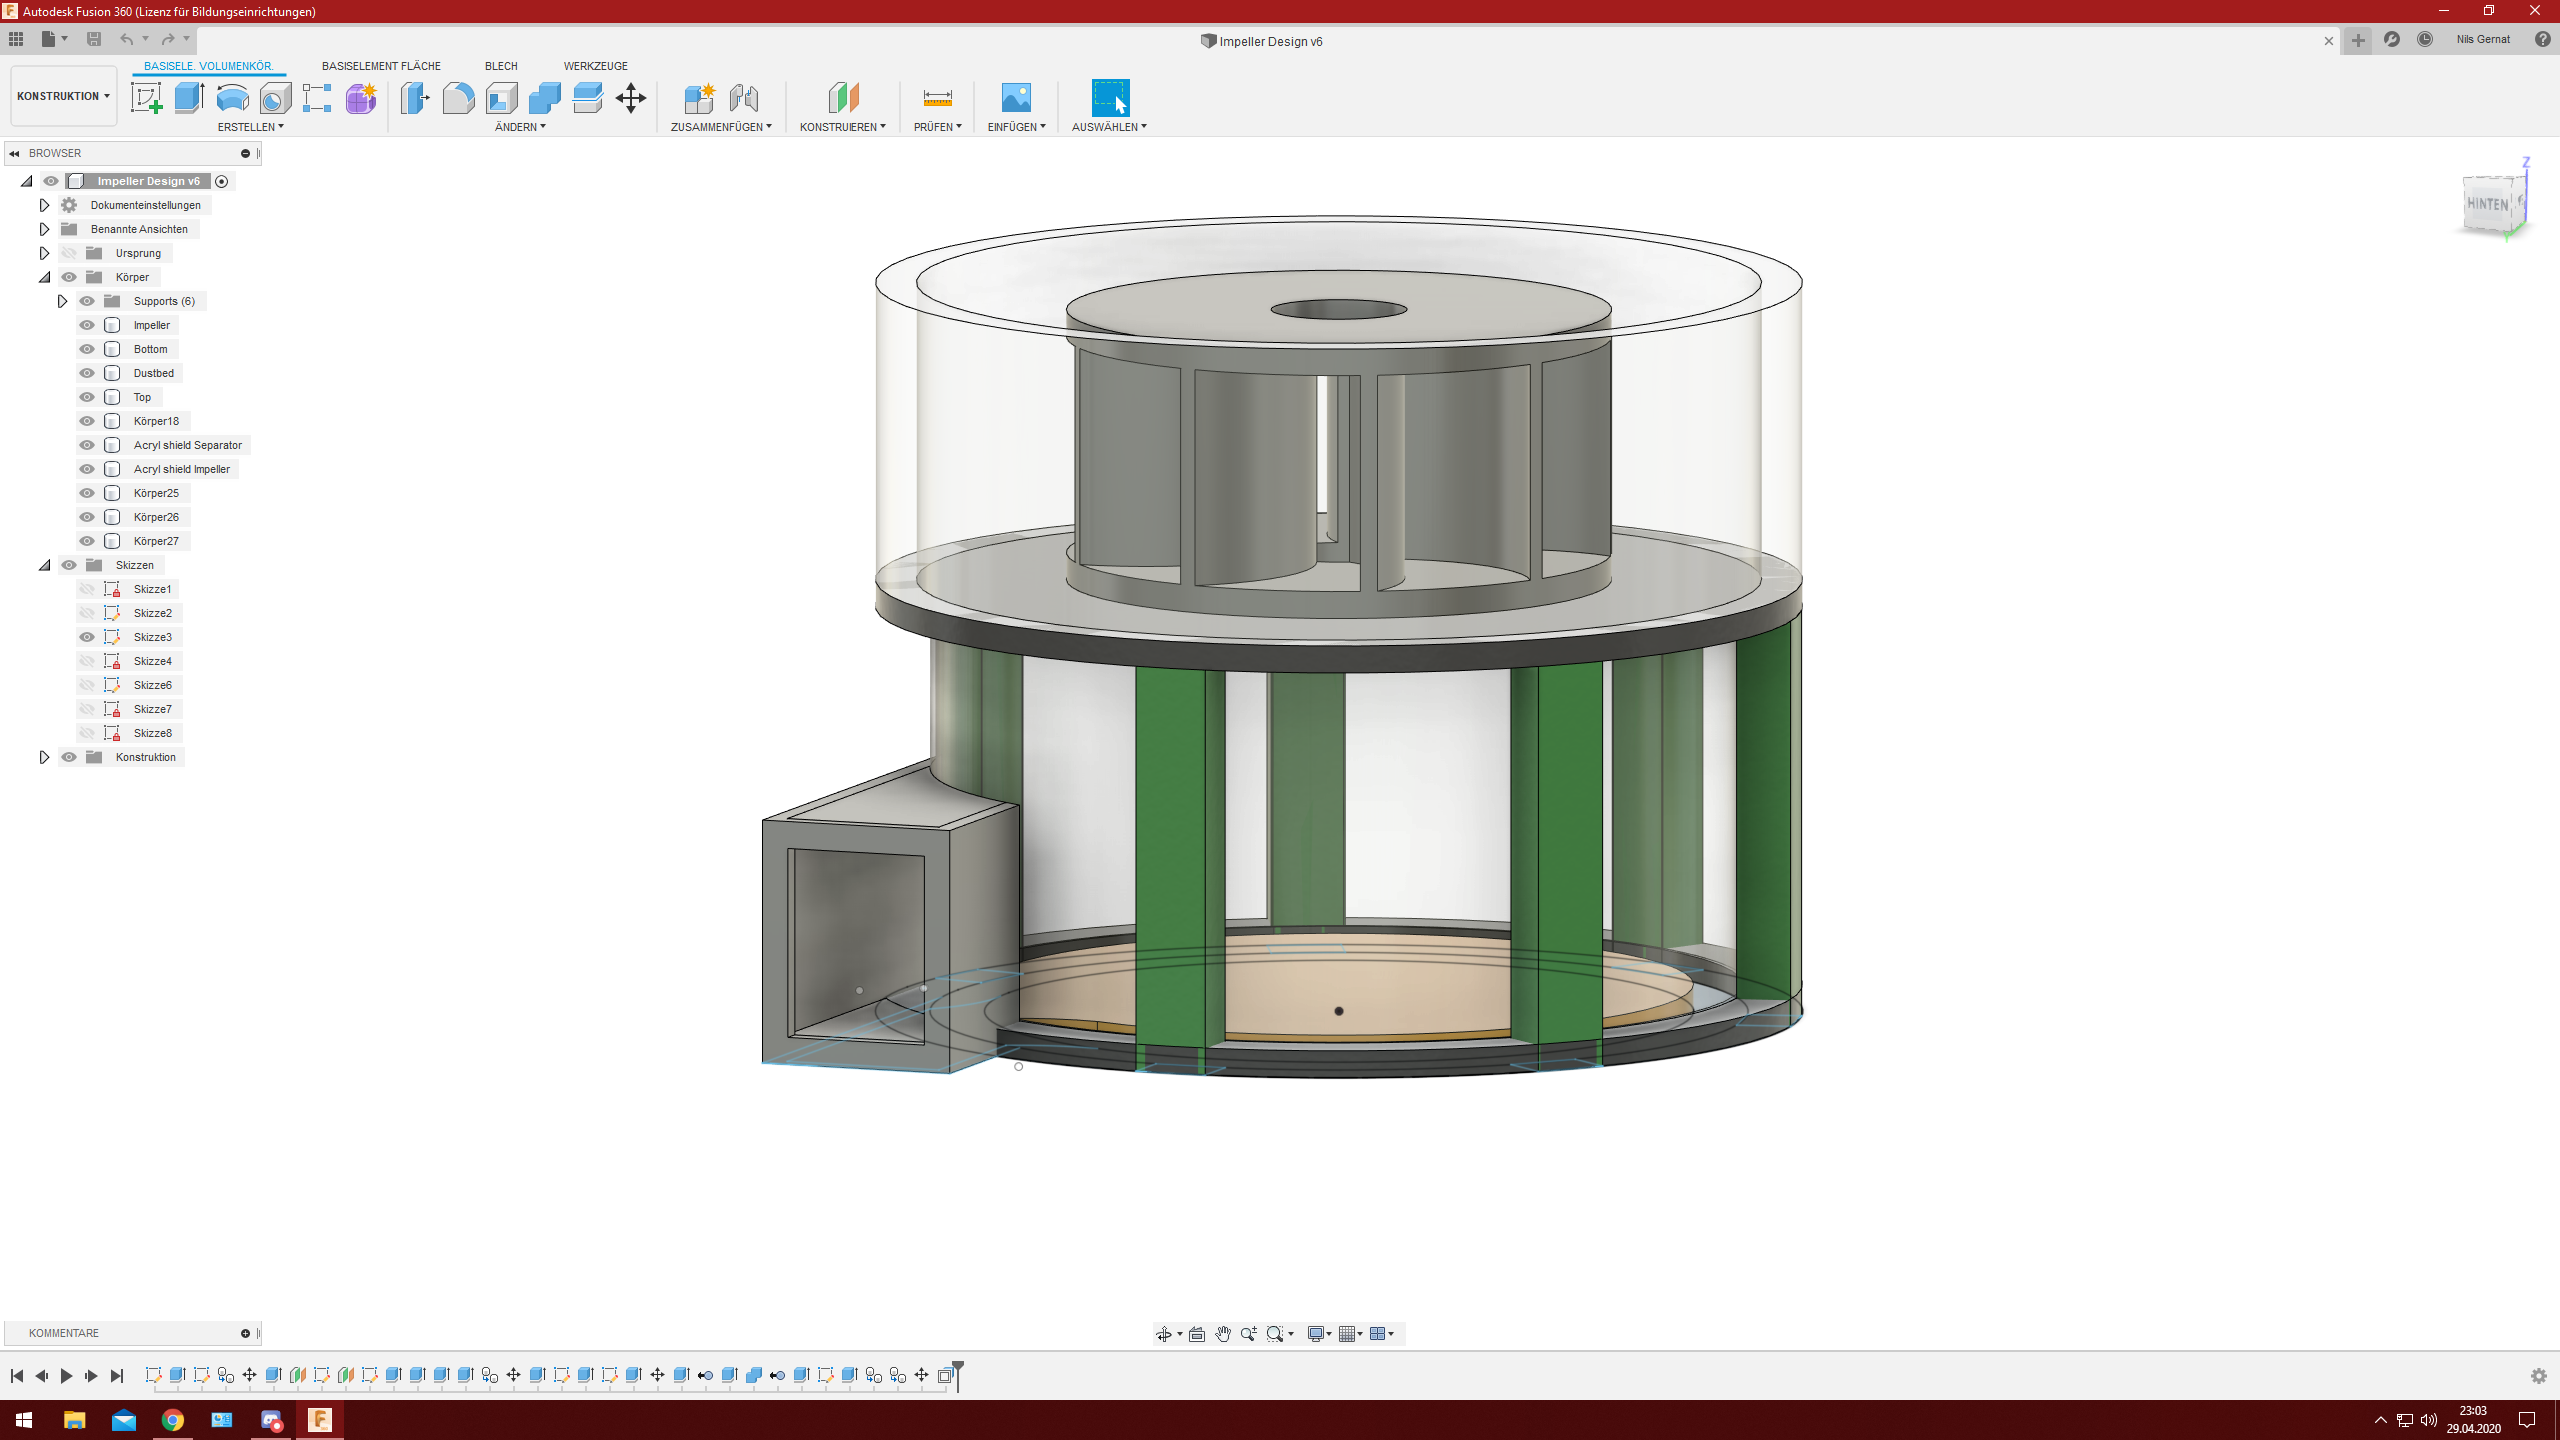 Autodesk Fusion 360 (Lizenz für Bildungseinrichtungen)
Impeller Design v6
Nils Gernat
KONSTRUKTION
BASISELE. VOLUMENKÖR.
BASISELEMENT FLÄCHE
BLECH
WERKZEUGE
ERSTELLEN
ÄNDERN
ZUSAMMENFÜGEN
KONSTRUIEREN
PRÜFEN
EINFÜGEN
AUSWÄHLEN
BROWSER
Impeller Design v6
Dokumenteinstellungen
Benannte Ansichten
Ursprung
Körper
Supports (6)
Impeller
Bottom
Dustbed
Top
Körper18
Acryl shield Separator
Acryl shield Impeller
Körper25
Körper26
Körper27
Skizzen
Skizze1
Skizze2
Skizze3
Skizze4
Skizze6
Skizze7
Skizze8
Konstruktion
Z
HINTEN
KOMMENTARE
23:03
29.04.2020